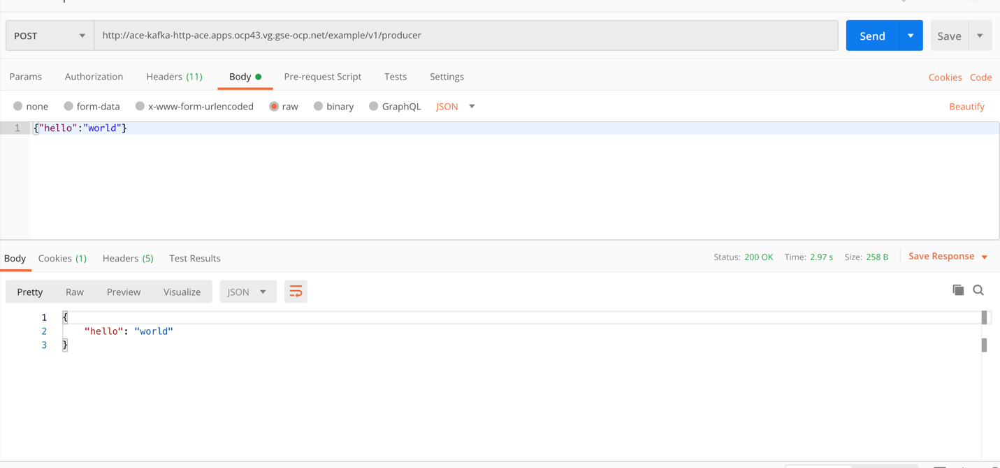 POST http://ace-kafka-http-ace.apps.ocp43.vg.gse-ocp.net/example/v1/producer Send Save
Params Authorization Headers (11) Body Pre-request Script Tests Settings Cookies Code
none form-data x-www-form-urlencoded raw binary GraphQL JSON Beautify
1 {"hello":"world"}
Body Cookies (1) Headers (5) Test Results Status: 200 OK Time: 2.97 s Size: 258 B Save Response
Pretty Raw Preview Visualize JSON
1 {
2 "hello": "world"
3 }